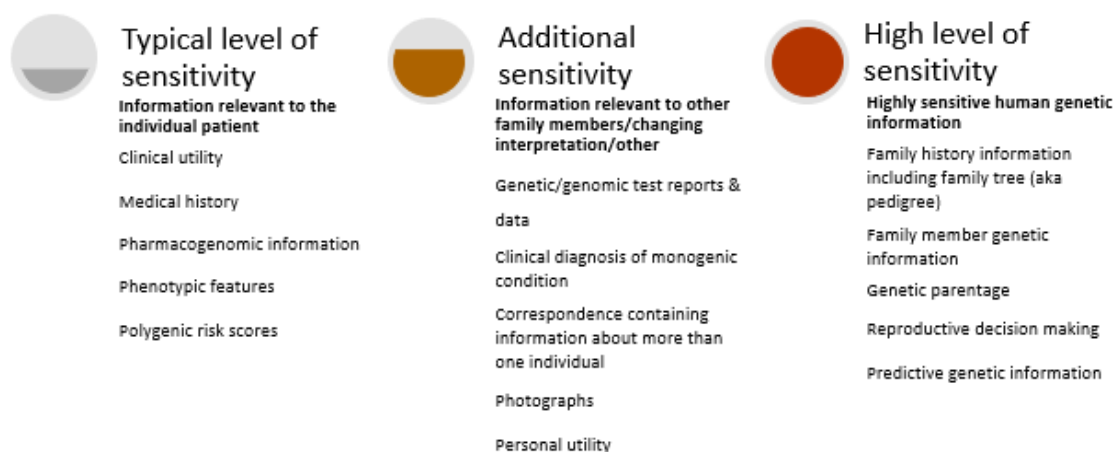 Typical level of
sensitivity
Information relevant to the
individual patient
Clinical utility
Medical history
Pharmacogenomic information
Phenotypic features
Polygenic risk scores
Additional
sensitivity
Information relevant to other
family members/changing
interpretation/other
Genetic/genomic test reports &
data
Clinical diagnosis of monogenic
condition
Correspondence containing
information about more than
one individual
Photographs
Personal utility
High level of
sensitivity
Highly sensitive human genetic
information
Family history information
including family tree (aka
pedigree)
Family member genetic
information
Genetic parentage
Reproductive decision making
Predictive genetic information